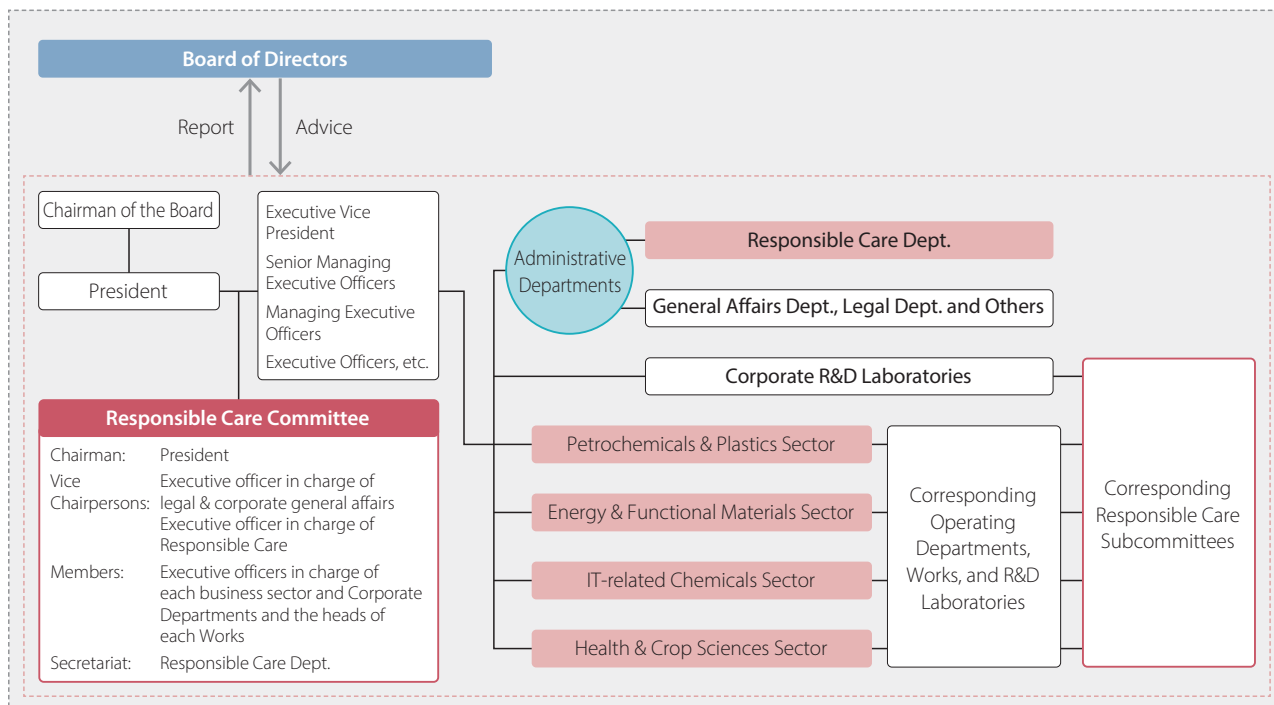 Board of Directors
Report
Advice
Chairman of the Board
President
Executive Vice
President
Senior Managing
Executive Officers
Managing Executive
Officers
Executive Officers, etc.
Responsible Care Committee
Chairman: President
Vice Executive officer in charge of
Chairpersons: legal & corporate general affairs
Executive officer in charge of
Responsible Care
Members: Executive officers in charge of
each business sector and Corporate
Departments and the heads of
each Works
Secretariat: Responsible Care Dept.
Administrative
Departments
Responsible Care Dept.
General Affairs Dept., Legal Dept. and Others
Corporate R&D Laboratories
Petrochemicals & Plastics Sector
Energy & Functional Materials Sector
IT-related Chemicals Sector
Health & Crop Sciences Sector
Corresponding
Operating
Departments,
Works, and R&D
Laboratories
Corresponding
Responsible Care
Subcommittees